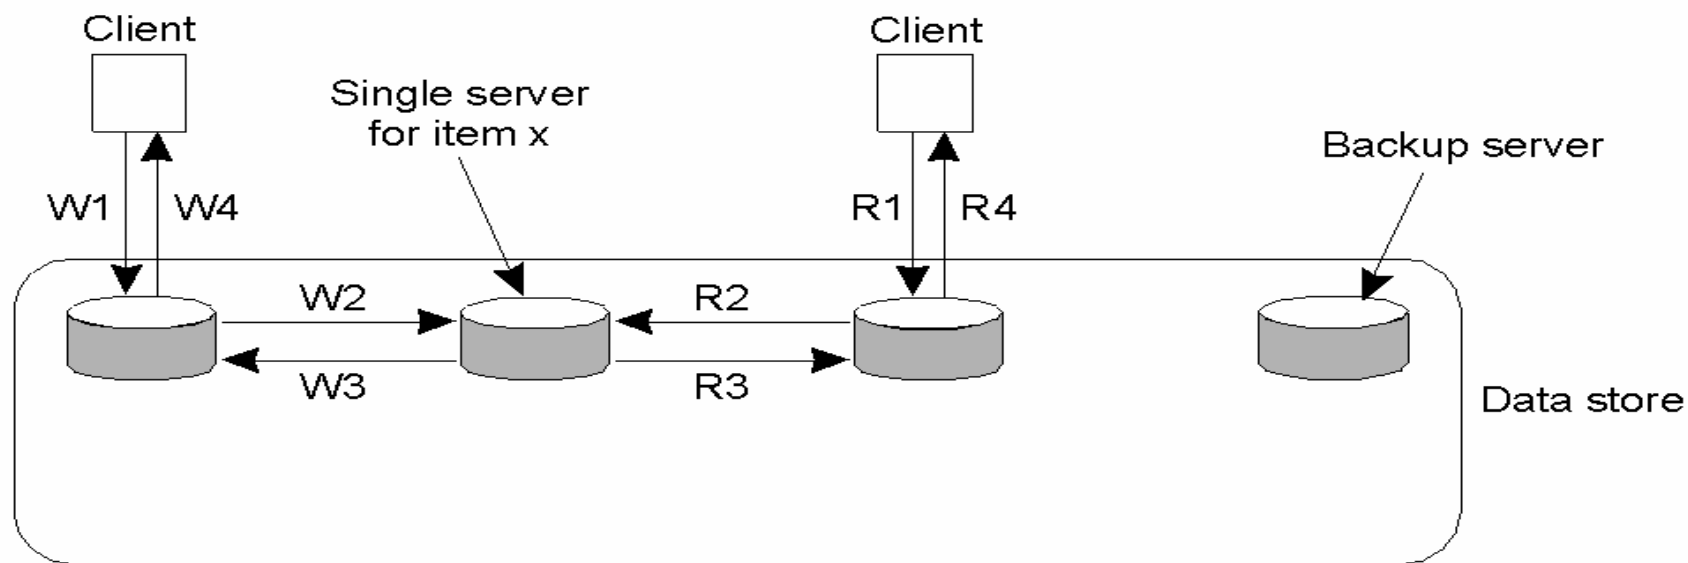 Client
Client
Single server
for item x
Backup server
W1
W4
R1
R4
W2
R2
W3
R3
Data store